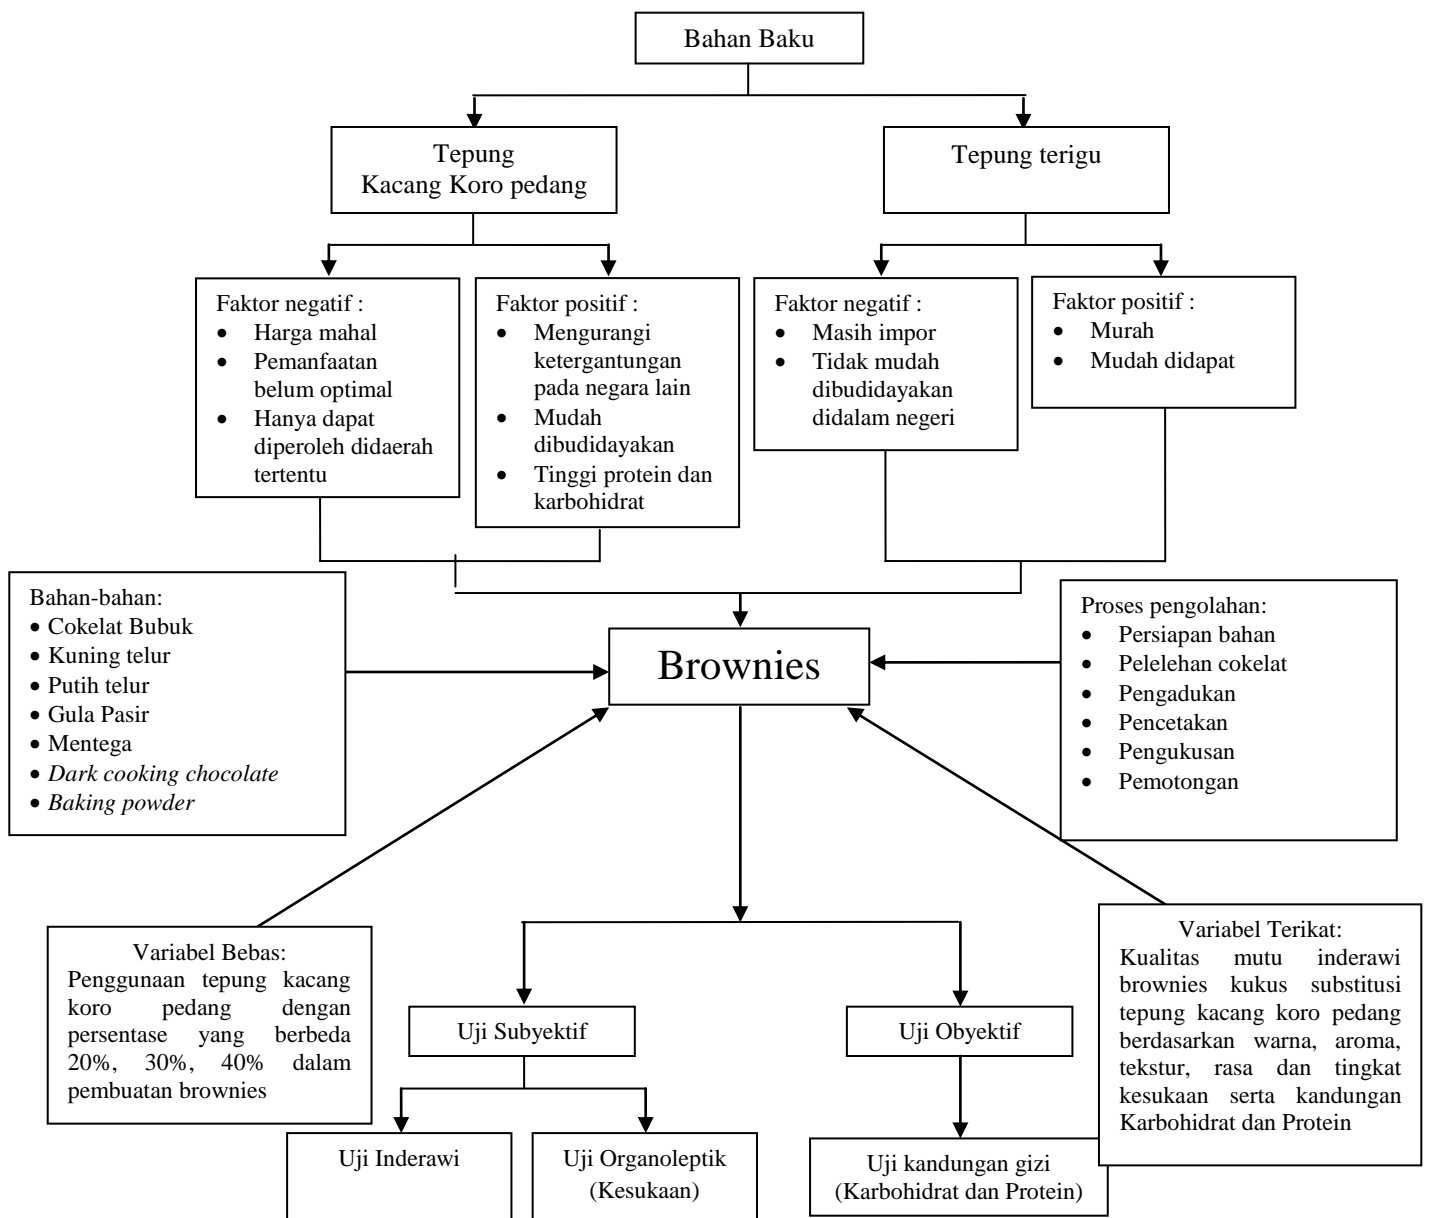 Bahan Baku
Tepung
Kacang Koro pedang
Tepung terigu
Faktor negatif :
• Harga mahal
• Pemanfaatan
belum optimal
• Hanya dapat
diperoleh didaerah
tertentu
Faktor positif :
• Mengurangi
ketergantungan
pada negara lain
• Mudah
dibudidayakan
• Tinggi protein dan
karbohidrat
Faktor negatif :
• Masih impor
• Tidak mudah
dibudidayakan
didalam negeri
Faktor positif :
• Murah
• Mudah didapat
Bahan-bahan:
• Cokelat Bubuk
• Kuning telur
• Putih telur
• Gula Pasir
• Mentega
• Dark cooking chocolate
• Baking powder
Brownies
Proses pengolahan:
• Persiapan bahan
• Pelelehan cokelat
• Pengadukan
• Pencetakan
• Pengukusan
• Pemotongan
Variabel Bebas:
Penggunaan tepung kacang
koro pedang dengan
persentase yang berbeda
20%, 30%, 40% dalam
pembuatan brownies
Uji Subyektif
Uji Obyektif
Variabel Terikat:
Kualitas mutu inderawi
brownies kukus substitusi
tepung kacang koro pedang
berdasarkan warna, aroma,
tekstur, rasa dan tingkat
kesukaan serta kandungan
Karbohidrat dan Protein
Uji Inderawi
Uji Organoleptik
(Kesukaan)
Uji kandungan gizi
(Karbohidrat dan Protein)